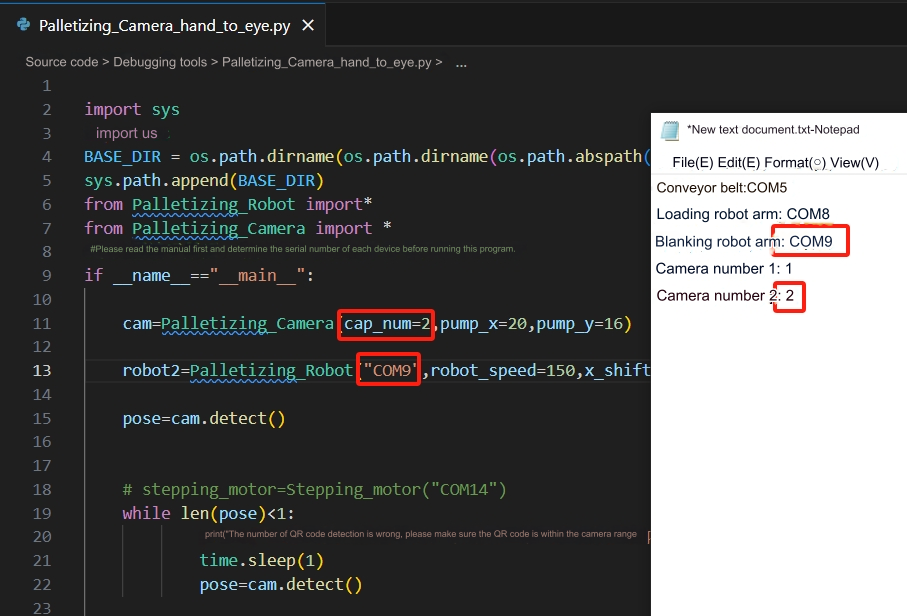 Palletizing_Camera_hand_to_eye.py
Source code > Debugging tools > Palletizing_Camera_hand_to_eye.py > ...
1
2 import sys
3 import us
4 BASE_DIR = os.path.dirname(os.path.dirname(os.path.abspath(
5 sys.path.append(BASE_DIR)
6 from Palletizing_Robot import*
7 from Palletizing_Camera import *
8 #Please read the manual first and determine the serial number of each device before running this program.
9 if __name__=="__main__":
10
11 cam=Palletizing_Camera(cap_num=2,pump_x=20,pump_y=16)
12
13 robot2=Palletizing_Robot("COM9",robot_speed=150,x_shift
14
15 pose=cam.detect()
16
17
18 # stepping_motor=Stepping_motor("COM14")
19 while len(pose)<1:
20 print("The number of QR code detection is wrong, please make sure the QR code is within the camera range
21 time.sleep(1)
22 pose=cam.detect()
23
*New text document.txt-Notepad
File(E) Edit(E) Format(O) View(V)
Conveyor belt:COM5
Loading robot arm: COM8
Blanking robot arm: COM9
Camera number 1: 1
Camera number 2: 2